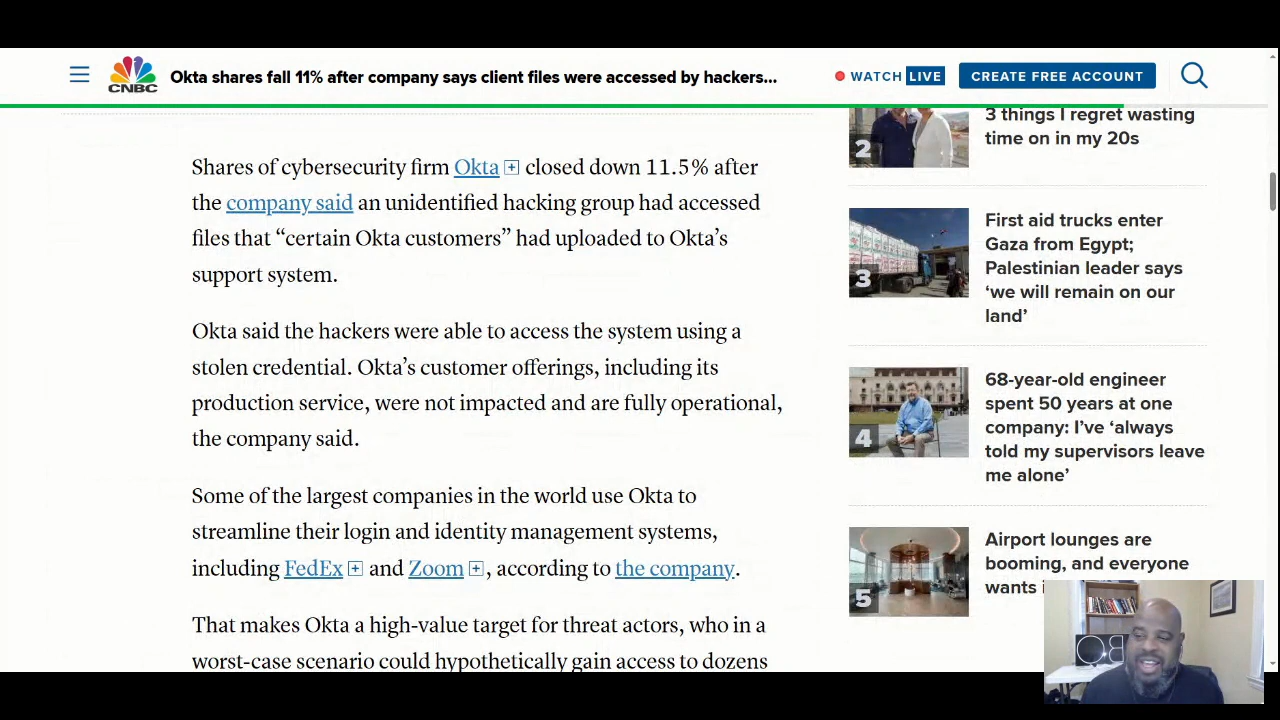 CNBC
Okta shares fall 11% after company says client files were accessed by hackers...
WATCH LIVE
CREATE FREE ACCOUNT
Shares of cybersecurity firm Okta closed down 11.5% after
the company said an unidentified hacking group had accessed
files that “certain Okta customers” had uploaded to Okta’s
support system.
Okta said the hackers were able to access the system using a
stolen credential. Okta’s customer offerings, including its
production service, were not impacted and are fully operational,
the company said.
Some of the largest companies in the world use Okta to
streamline their login and identity management systems,
including FedEx and Zoom, according to the company.
That makes Okta a high-value target for threat actors, who in a
worst-case scenario could hypothetically gain access to dozens
2
3 things I regret wasting
time on in my 20s
3
First aid trucks enter
Gaza from Egypt;
Palestinian leader says
‘we will remain on our
land’
4
68-year-old engineer
spent 50 years at one
company: I’ve ‘always
told my supervisors leave
me alone’
5
Airport lounges are
booming, and everyone
wants